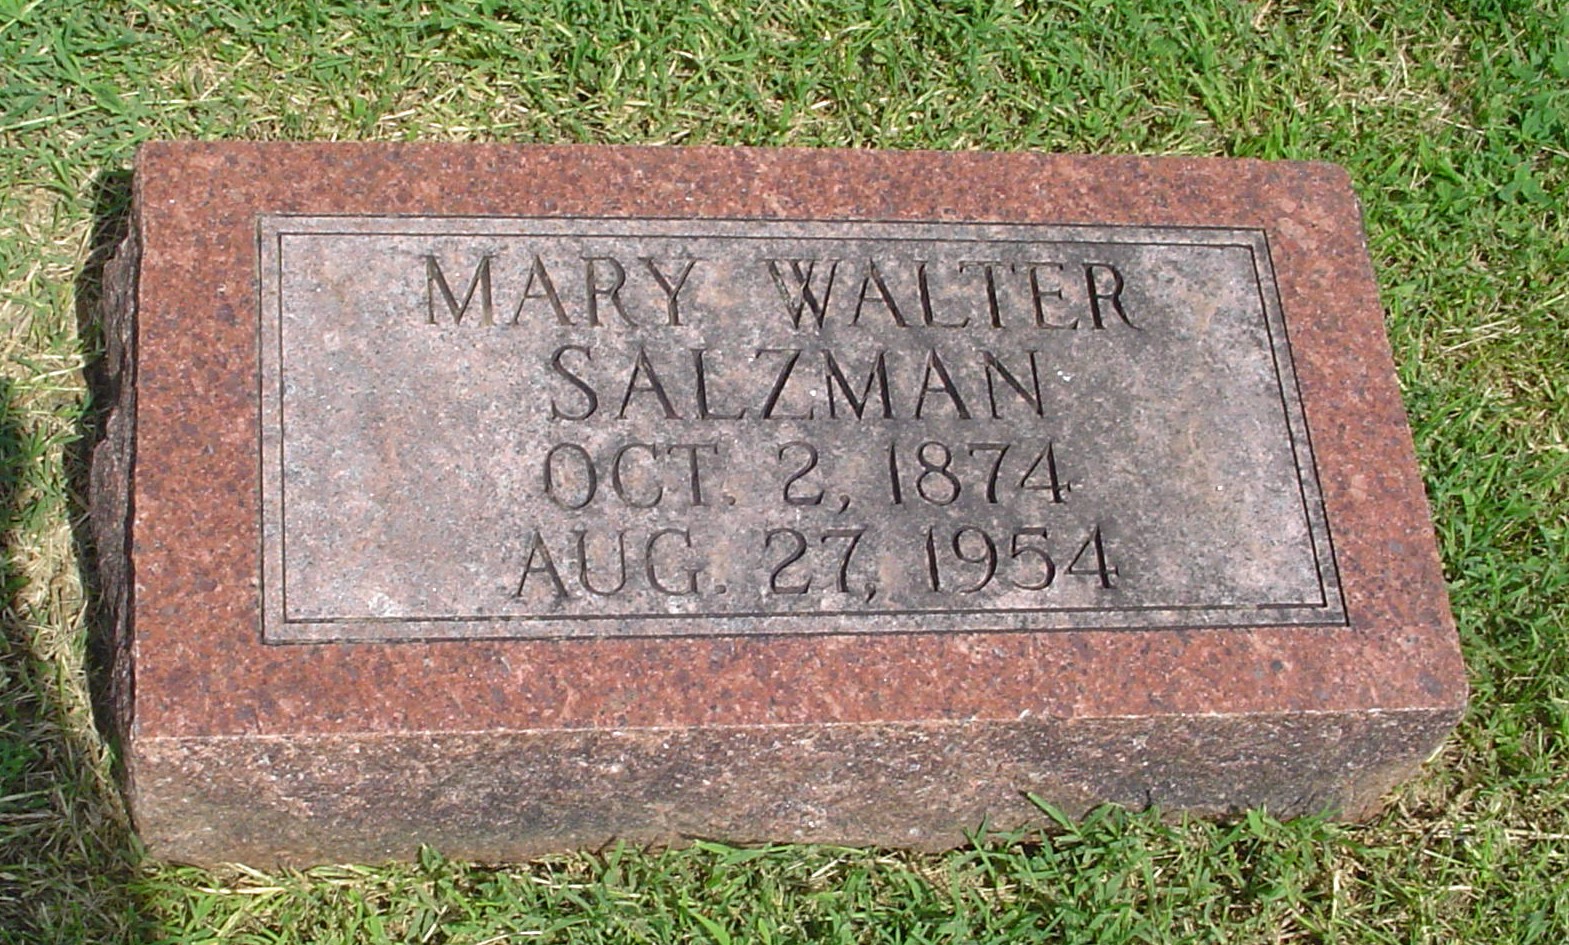 MARY WALTER
SALZMAN
OCT. 2, 1874
AUG. 27, 1954